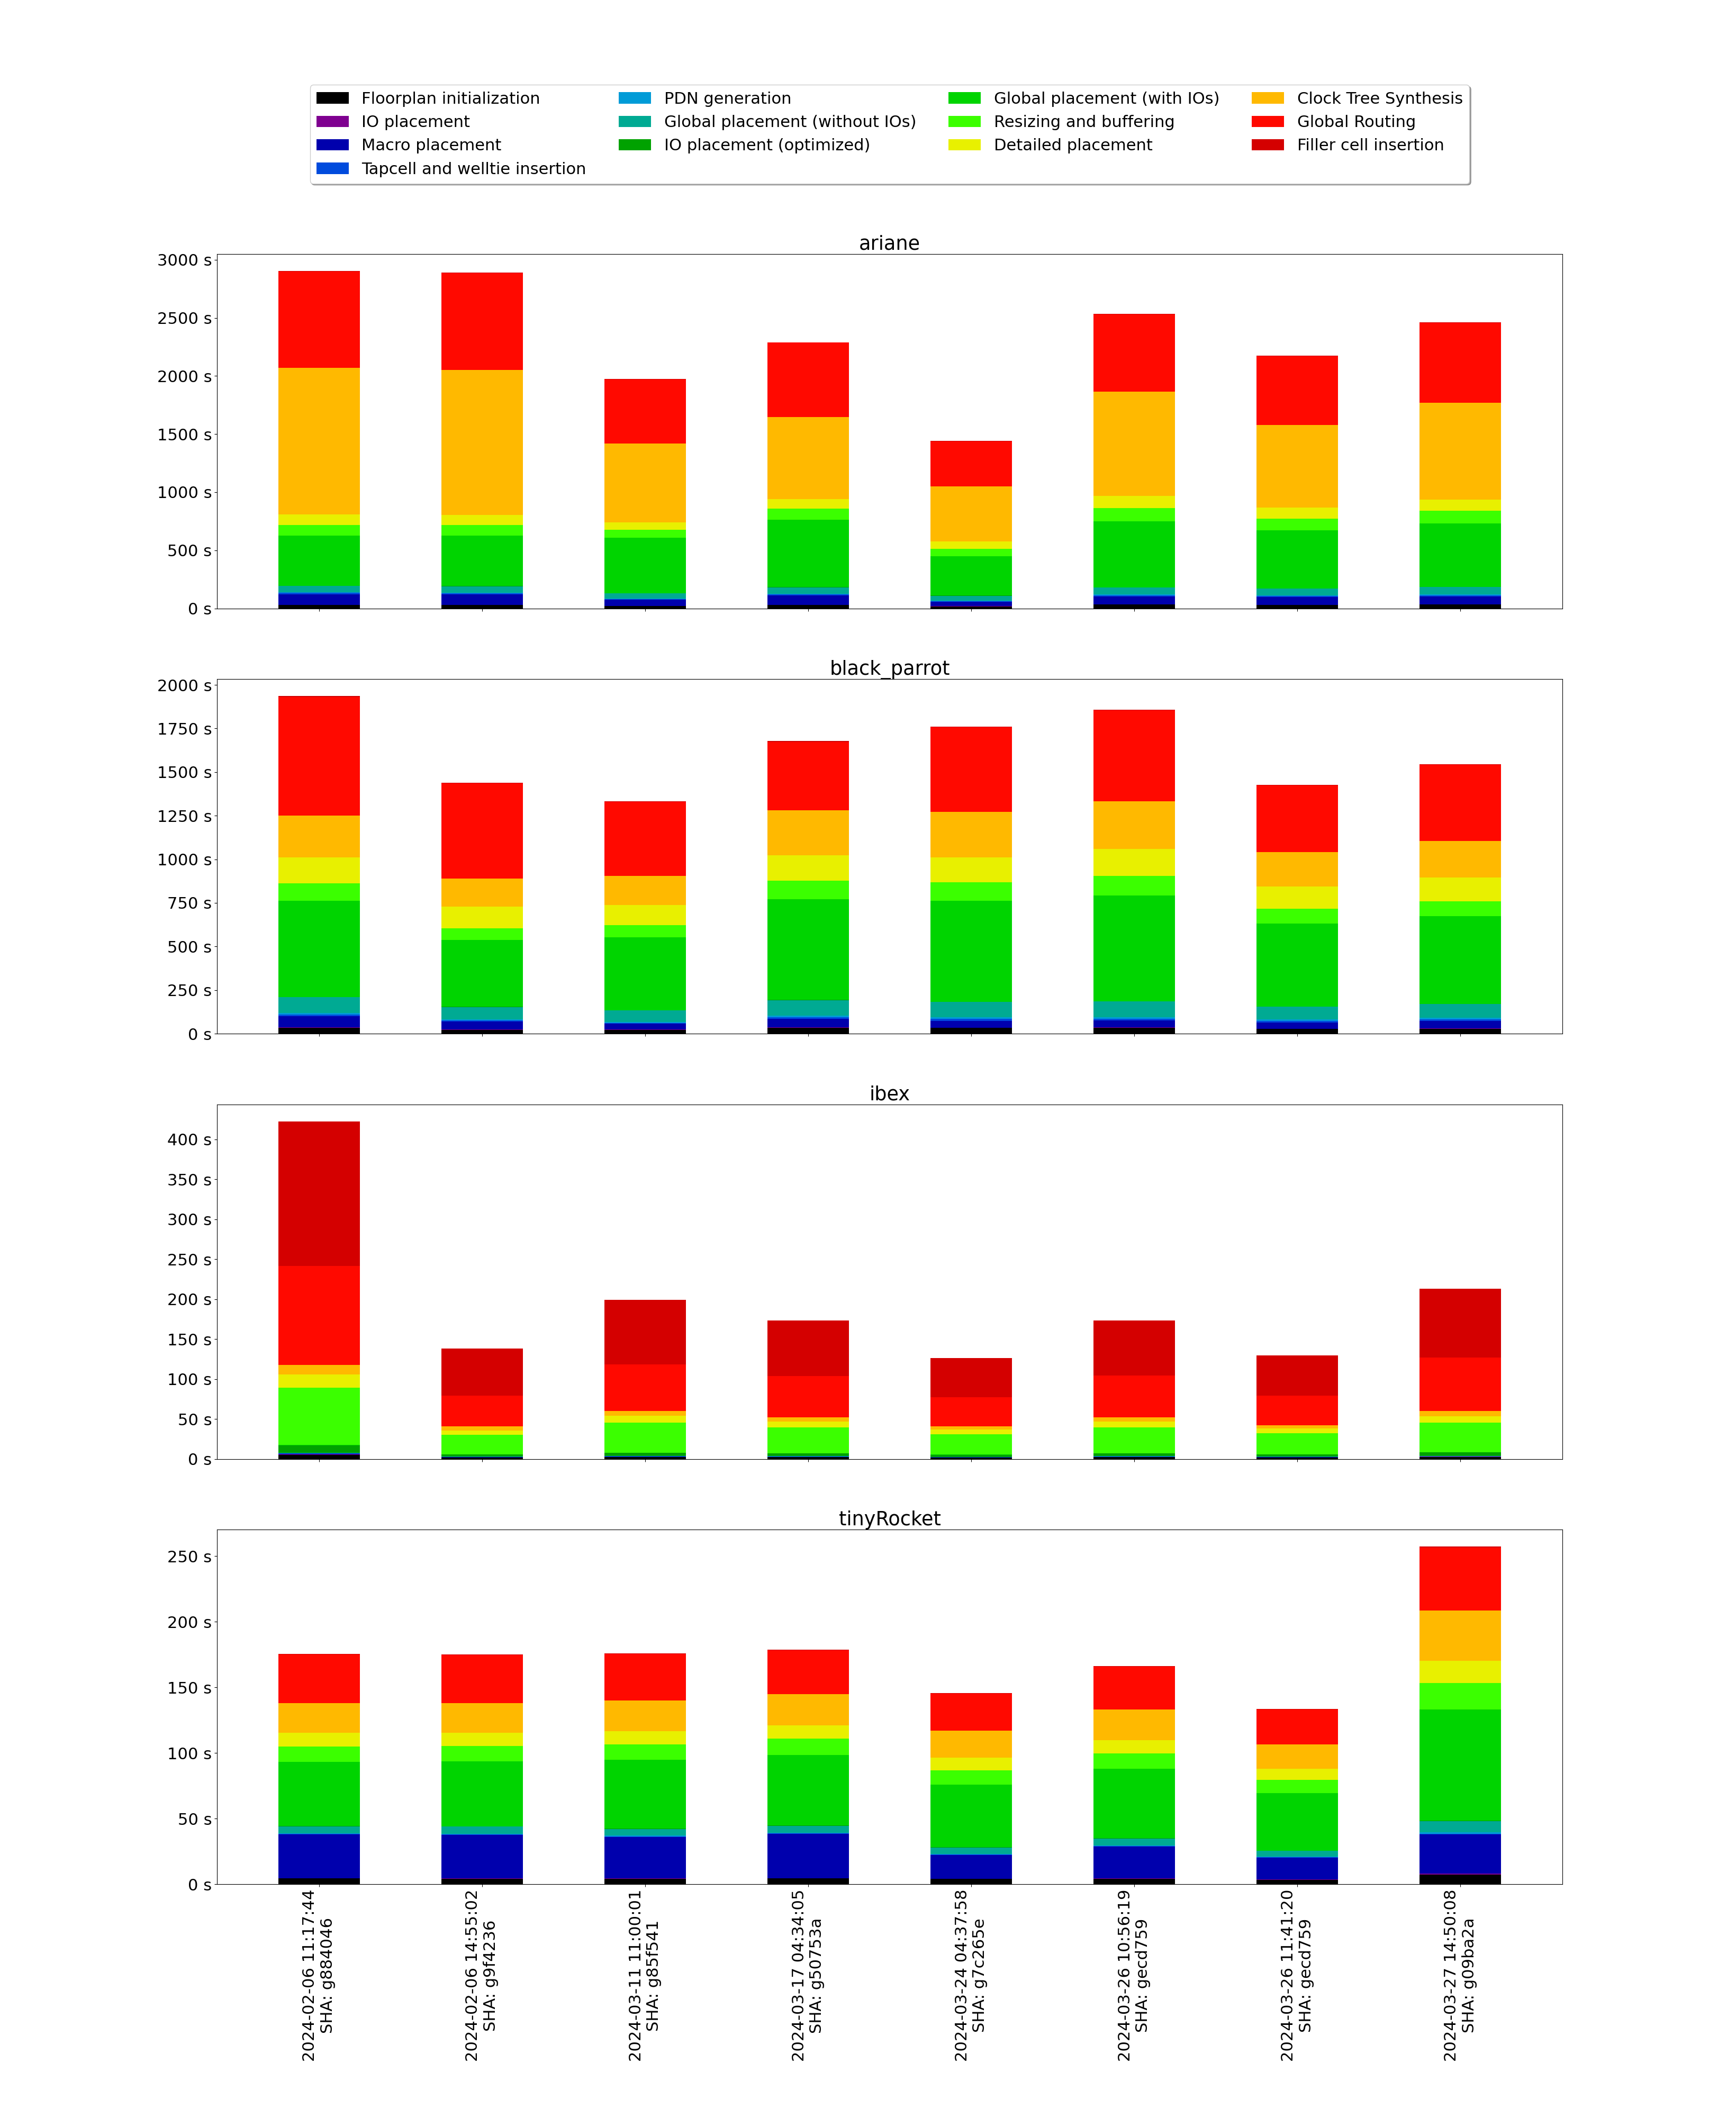 Floorplan initialization
IO placement
Macro placement
Tapcell and welltie insertion
PDN generation
Global placement (without IOs)
IO placement (optimized)
Global placement (with IOs)
Resizing and buffering
Detailed placement
Clock Tree Synthesis
Global Routing
Filler cell insertion
ariane
3000 s
2500 s
2000 s
1500 s
1000 s
500 s
0 s
black_parrot
2000 s
1750 s
1500 s
1250 s
1000 s
750 s
500 s
250 s
0 s
ibex
400 s
350 s
300 s
250 s
200 s
150 s
100 s
50 s
0 s
tinyRocket
250 s
200 s
150 s
100 s
50 s
0 s
2024-02-06 11:17:44
SHA: g884046
2024-02-06 14:55:02
SHA: g9f4236
2024-03-11 11:00:01
SHA: g85f541
2024-03-17 04:34:05
SHA: g50753a
2024-03-24 04:37:58
SHA: g7c265e
2024-03-26 10:56:19
SHA: gecd759
2024-03-26 11:41:20
SHA: gecd759
2024-03-27 14:50:08
SHA: g09ba2a